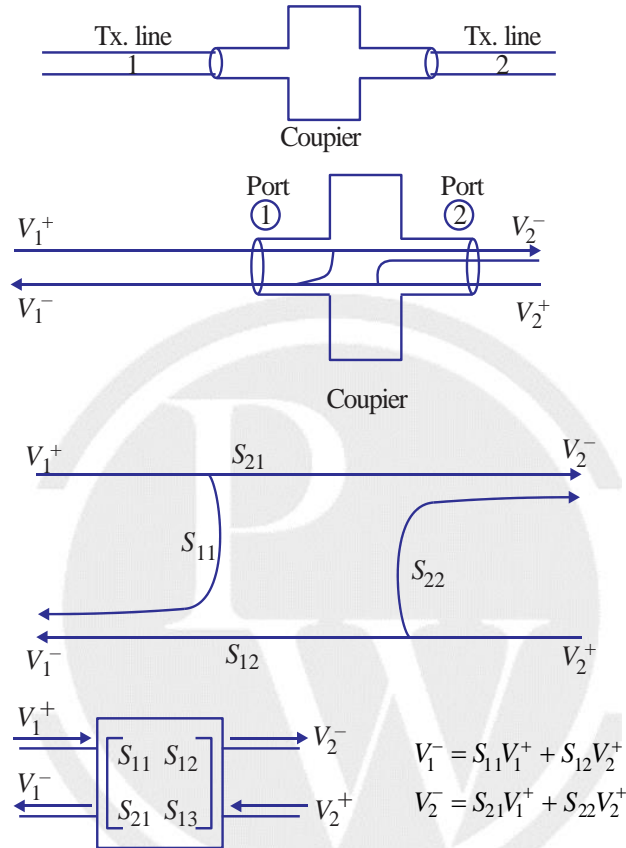 Tx. line Tx. line
1 2
Coupier
Port Port
1 2
V₁⁺ V₂⁻
V₁⁻ V₂⁺
Coupier
V₁⁺ S₂₁ V₂⁻
S₁₁ S₂₂
V₁⁻ S₁₂ V₂⁺
V₁⁺ V₂⁻
S₁₁ S₁₂ V₁⁻ = S₁₁V₁⁺ + S₁₂V₂⁺
V₁⁻ V₂⁺
S₂₁ S₁₃ V₂⁻ = S₂₁V₁⁺ + S₂₂V₂⁺
PW